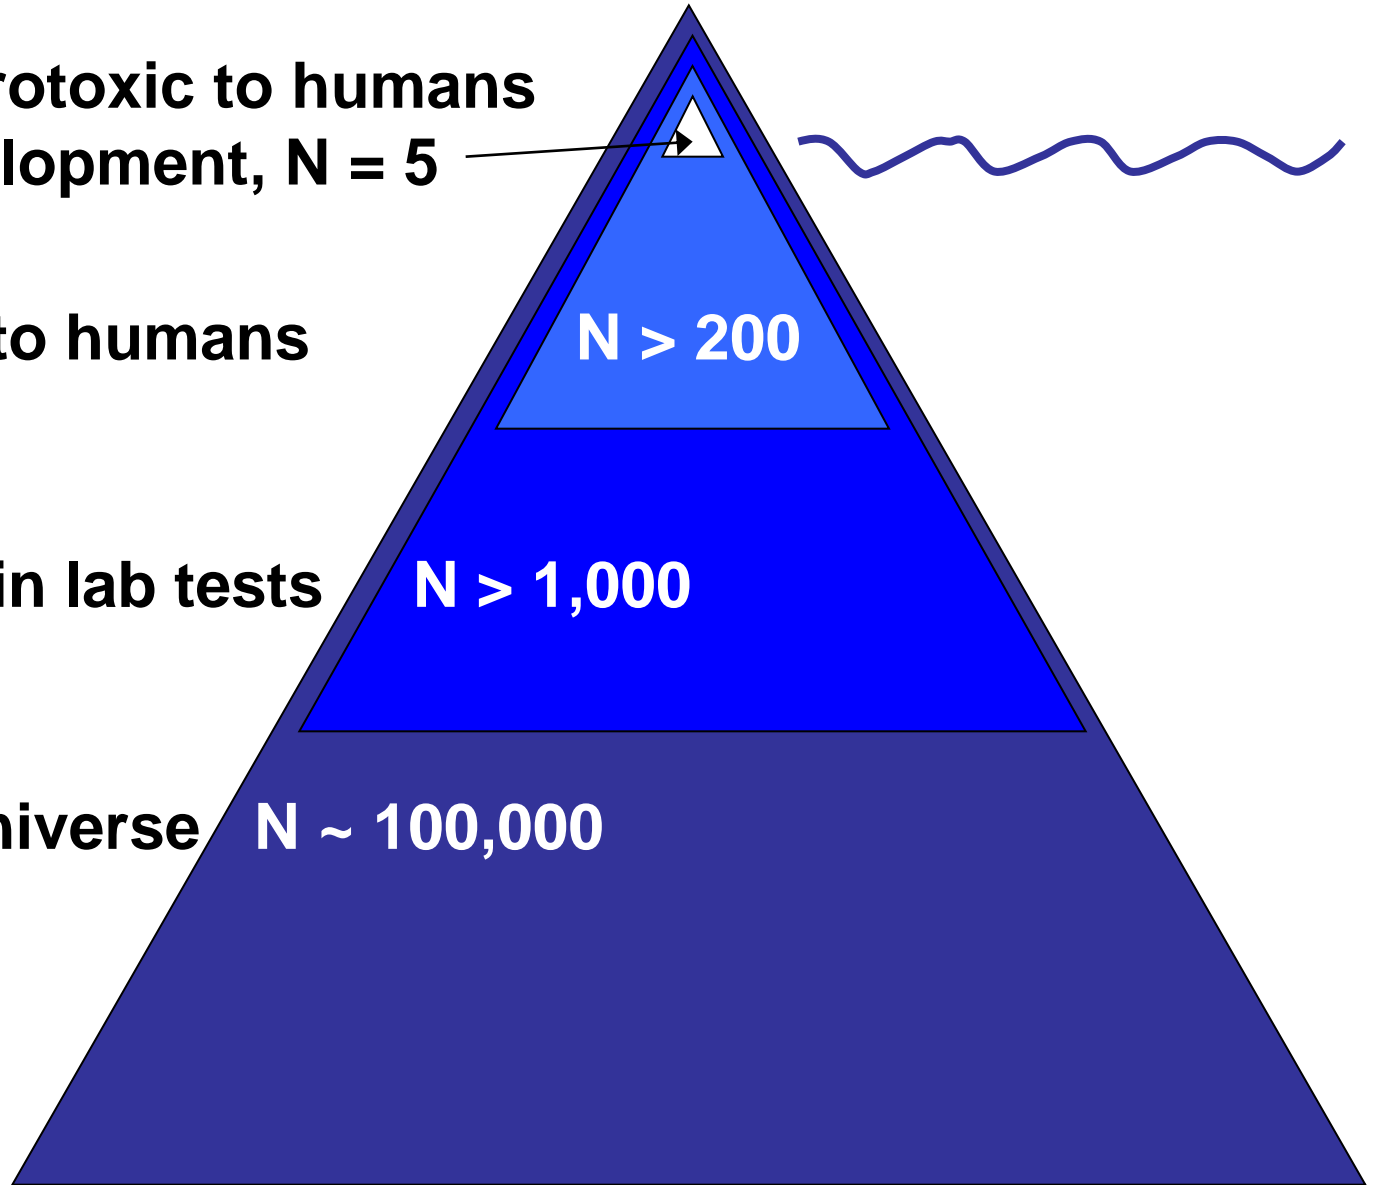 rotoxic to humans
lopment, N = 5
to humans N > 200
in lab tests N > 1,000
niverse N ~ 100,000